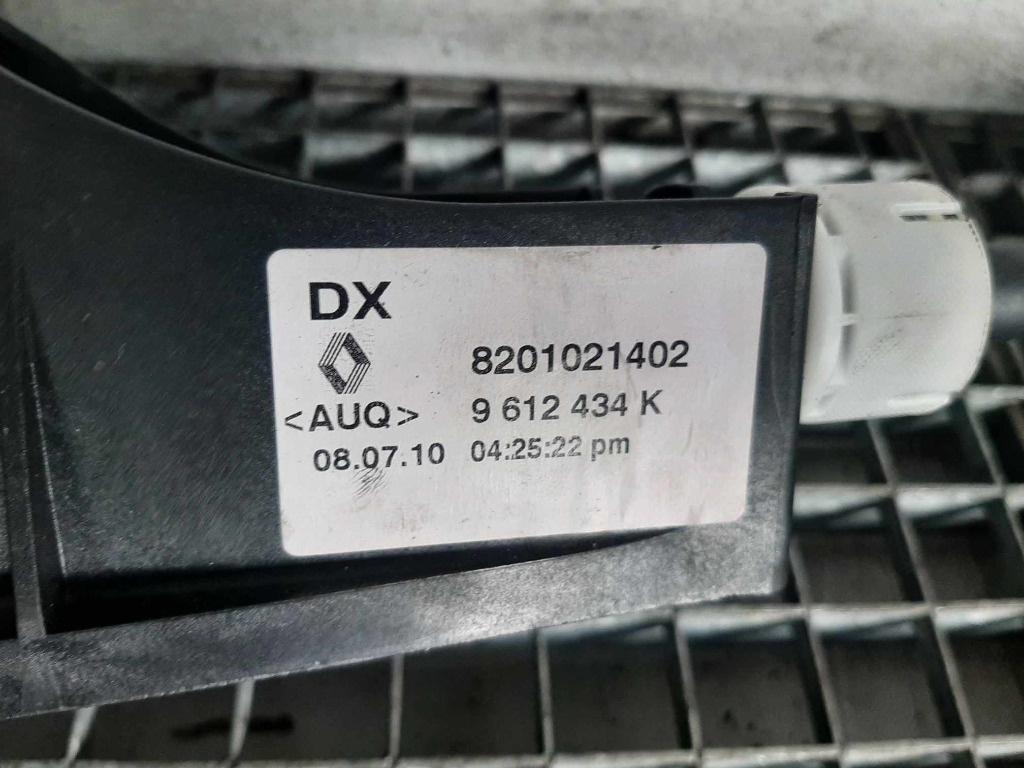 DX
8201021402
<AUQ> 9 612 434 K
08.07.10 04:25:22 pm